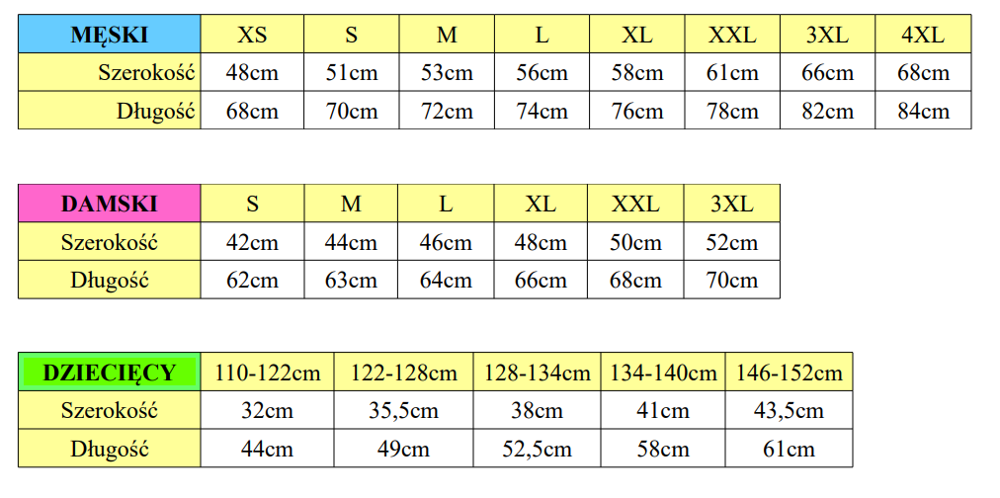 MĘSKI XS S M L XL XXL 3XL 4XL
Szerokość 48cm 51cm 53cm 56cm 58cm 61cm 66cm 68cm
Długość 68cm 70cm 72cm 74cm 76cm 78cm 82cm 84cm
DAMSKI S M L XL XXL 3XL
Szerokość 42cm 44cm 46cm 48cm 50cm 52cm
Długość 62cm 63cm 64cm 66cm 68cm 70cm
DZIECIĘCY 110-122cm 122-128cm 128-134cm 134-140cm 146-152cm
Szerokość 32cm 35,5cm 38cm 41cm 43,5cm
Długość 44cm 49cm 52,5cm 58cm 61cm